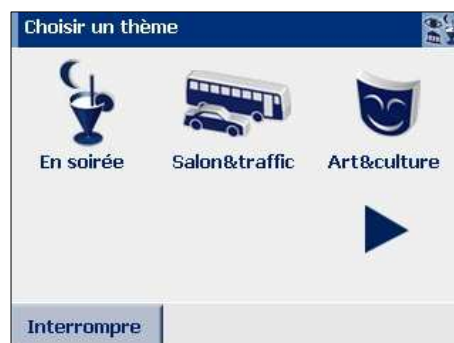 Choisir un thème
En soirée
Salon&traffic
Art&culture
Interrompre